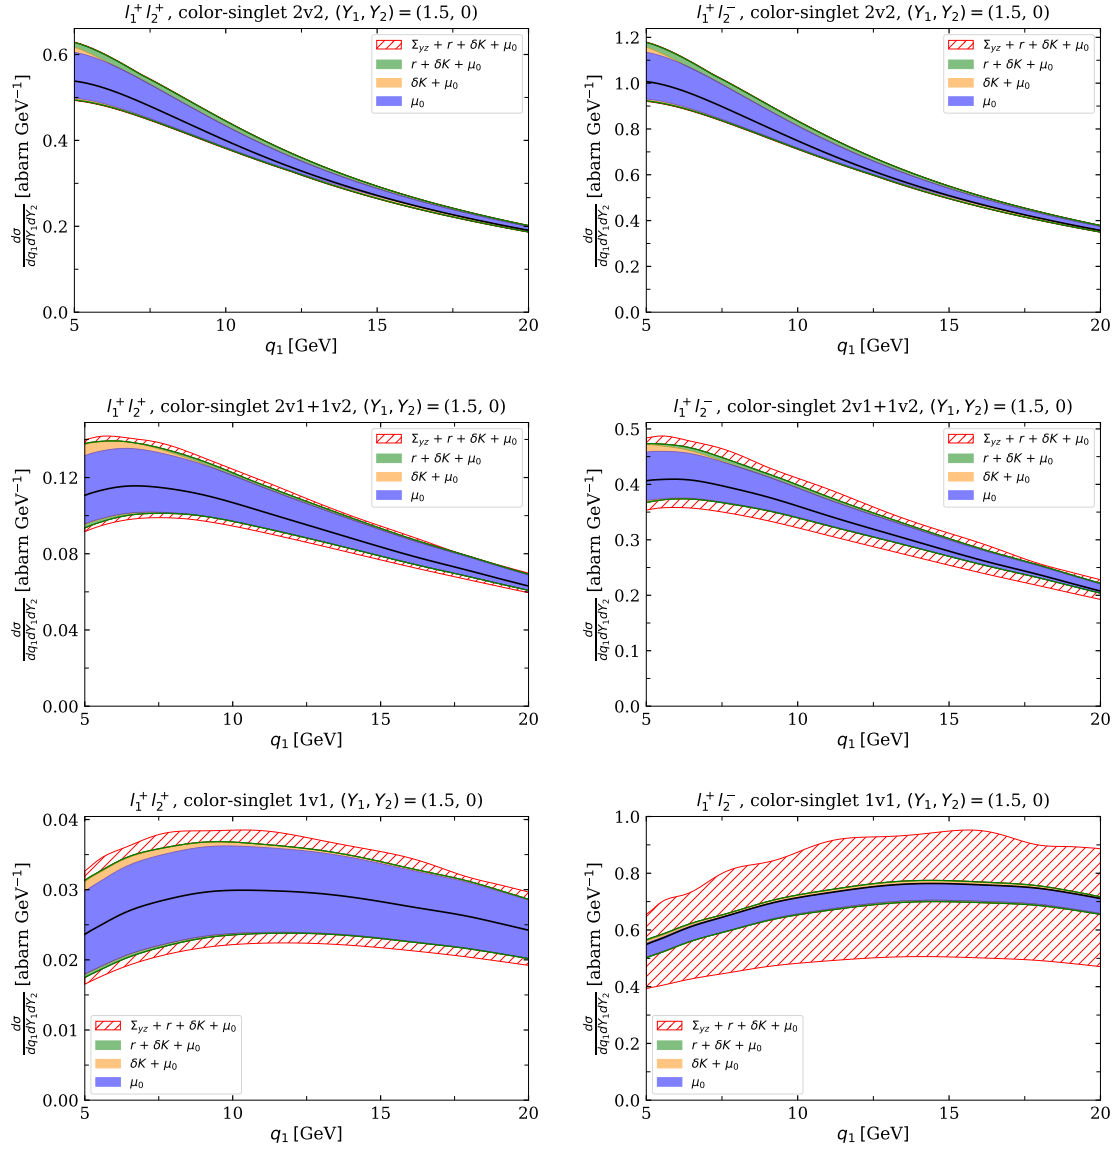 l₁⁺l₂⁺, color-singlet 2v2, (Y₁, Y₂) = (1.5, 0)
dσ/dq₁dY₁dY₂ [abarn GeV⁻¹]
0.6
0.4
0.2
0.0
Σyz + r + δK + μ₀
r + δK + μ₀
δK + μ₀
μ₀
5 10 15 20
q₁ [GeV]
l₁⁺l₂⁻, color-singlet 2v2, (Y₁, Y₂) = (1.5, 0)
dσ/dq₁dY₁dY₂ [abarn GeV⁻¹]
1.2
1.0
0.8
0.6
0.4
0.2
0.0
Σyz + r + δK + μ₀
r + δK + μ₀
δK + μ₀
μ₀
5 10 15 20
q₁ [GeV]
l₁⁺l₂⁺, color-singlet 2v1+1v2, (Y₁, Y₂) = (1.5, 0)
dσ/dq₁dY₁dY₂ [abarn GeV⁻¹]
0.12
0.08
0.04
0.00
Σyz + r + δK + μ₀
r + δK + μ₀
δK + μ₀
μ₀
5 10 15 20
q₁ [GeV]
l₁⁺l₂⁻, color-singlet 2v1+1v2, (Y₁, Y₂) = (1.5, 0)
dσ/dq₁dY₁dY₂ [abarn GeV⁻¹]
0.5
0.4
0.3
0.2
0.1
0.0
Σyz + r + δK + μ₀
r + δK + μ₀
δK + μ₀
μ₀
5 10 15 20
q₁ [GeV]
l₁⁺l₂⁺, color-singlet 1v1, (Y₁, Y₂) = (1.5, 0)
dσ/dq₁dY₁dY₂ [abarn GeV⁻¹]
0.04
0.03
0.02
0.01
0.00
Σyz + r + δK + μ₀
r + δK + μ₀
δK + μ₀
μ₀
5 10 15 20
q₁ [GeV]
l₁⁺l₂⁻, color-singlet 1v1, (Y₁, Y₂) = (1.5, 0)
dσ/dq₁dY₁dY₂ [abarn GeV⁻¹]
1.0
0.8
0.6
0.4
0.2
0.0
Σyz + r + δK + μ₀
r + δK + μ₀
δK + μ₀
μ₀
5 10 15 20
q₁ [GeV]